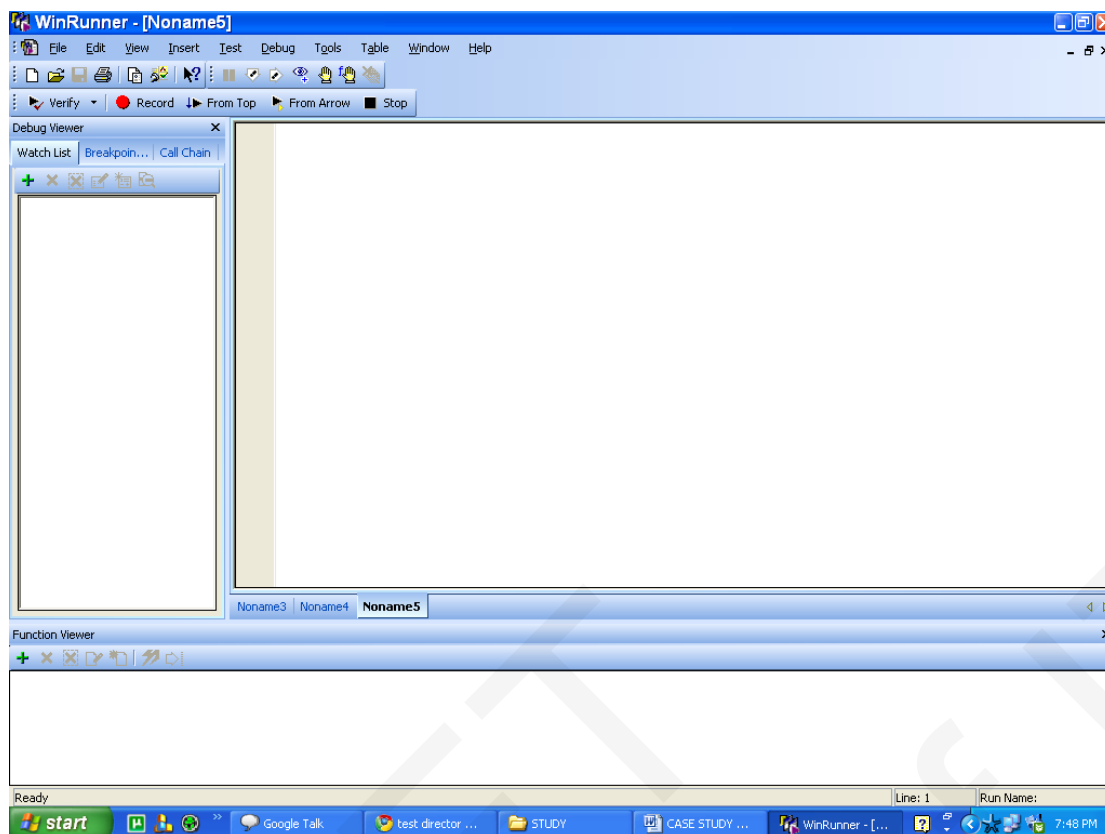 WinRunner - [Noname5]
File Edit View Insert Test Debug Tools Table Window Help
Verify Record From Top From Arrow Stop
Debug Viewer
Watch List Breakpoin... Call Chain
Noname3 Noname4 Noname5
Function Viewer
Ready Line: 1 Run Name:
start Google Talk test director ... STUDY CASE STUDY ... WinRunner - [... 7:48 PM